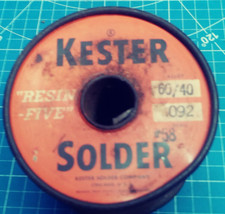 KESTER
"RESIN
-FIVE"
60/40
.092
#58
SOLDER
KESTER SOLDER COMPANY